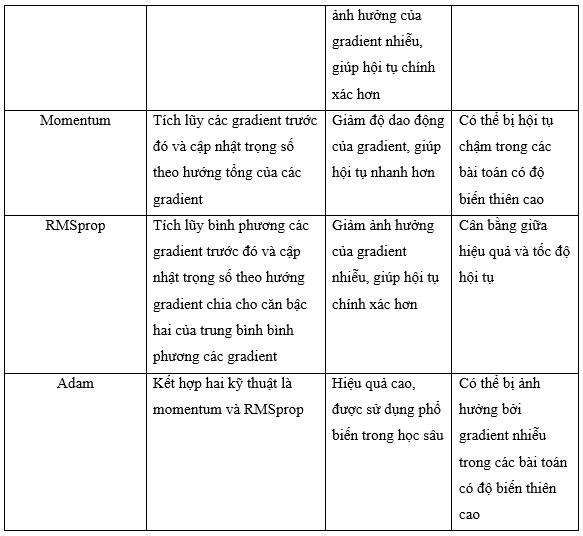 ảnh hưởng của
gradient nhiễu,
giúp hội tụ chính
xác hơn
Momentum
Tích lũy các gradient trước
đó và cập nhật trọng số
theo hướng tổng của các
gradient
Giảm độ dao động
của gradient, giúp
hội tụ nhanh hơn
Có thể bị hội tụ
chậm trong các
bài toán có độ
biến thiên cao
RMSprop
Tích lũy bình phương các
gradient trước đó và cập
nhật trọng số theo hướng
gradient chia cho căn bậc
hai của trung bình bình
phương các gradient
Giảm ảnh hưởng
của gradient
nhiễu, giúp hội tụ
chính xác hơn
Cân bằng giữa
hiệu quả và tốc độ
hội tụ
Adam
Kết hợp hai kỹ thuật là
momentum và RMSprop
Hiệu quả cao,
được sử dụng phổ
biến trong học sâu
Có thể bị ảnh
hưởng bởi
gradient nhiễu
trong các bài toán
có độ biến thiên
cao